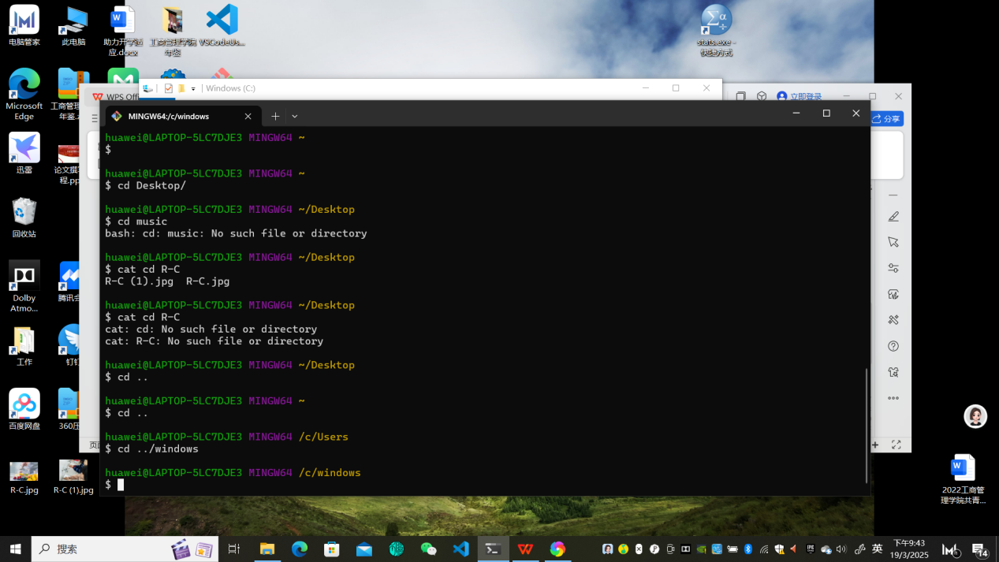 电脑管家
此电脑
助力开学适
应.docx
工商管理学院
年鉴
VSCodeUs...
stats.exe -
快捷方式
Microsoft
Edge
工商管理
年鉴.z
Windows (C:)
WPS Offi
立即登录
分享
MINGW64:/c/windows
迅雷
论文撰
程.pp
回收站
Dolby
Atmo...
腾讯会
工作
钉钉
百度网盘
360压
R-C.jpg
R-C (1).jpg
huawei@LAPTOP-5LC7DJE3 MINGW64 ~
$
huawei@LAPTOP-5LC7DJE3 MINGW64 ~
$ cd Desktop/
huawei@LAPTOP-5LC7DJE3 MINGW64 ~/Desktop
$ cd music
bash: cd: music: No such file or directory
huawei@LAPTOP-5LC7DJE3 MINGW64 ~/Desktop
$ cat cd R-C
R-C (1).jpg  R-C.jpg
huawei@LAPTOP-5LC7DJE3 MINGW64 ~/Desktop
$ cat cd R-C
cat: cd: No such file or directory
cat: R-C: No such file or directory
huawei@LAPTOP-5LC7DJE3 MINGW64 ~/Desktop
$ cd ..
huawei@LAPTOP-5LC7DJE3 MINGW64 ~
$ cd ..
huawei@LAPTOP-5LC7DJE3 MINGW64 /c/Users
$ cd ../windows
huawei@LAPTOP-5LC7DJE3 MINGW64 /c/windows
$
2022工商管
理学院共青...
搜索
英
下午9:43
19/3/2025
14